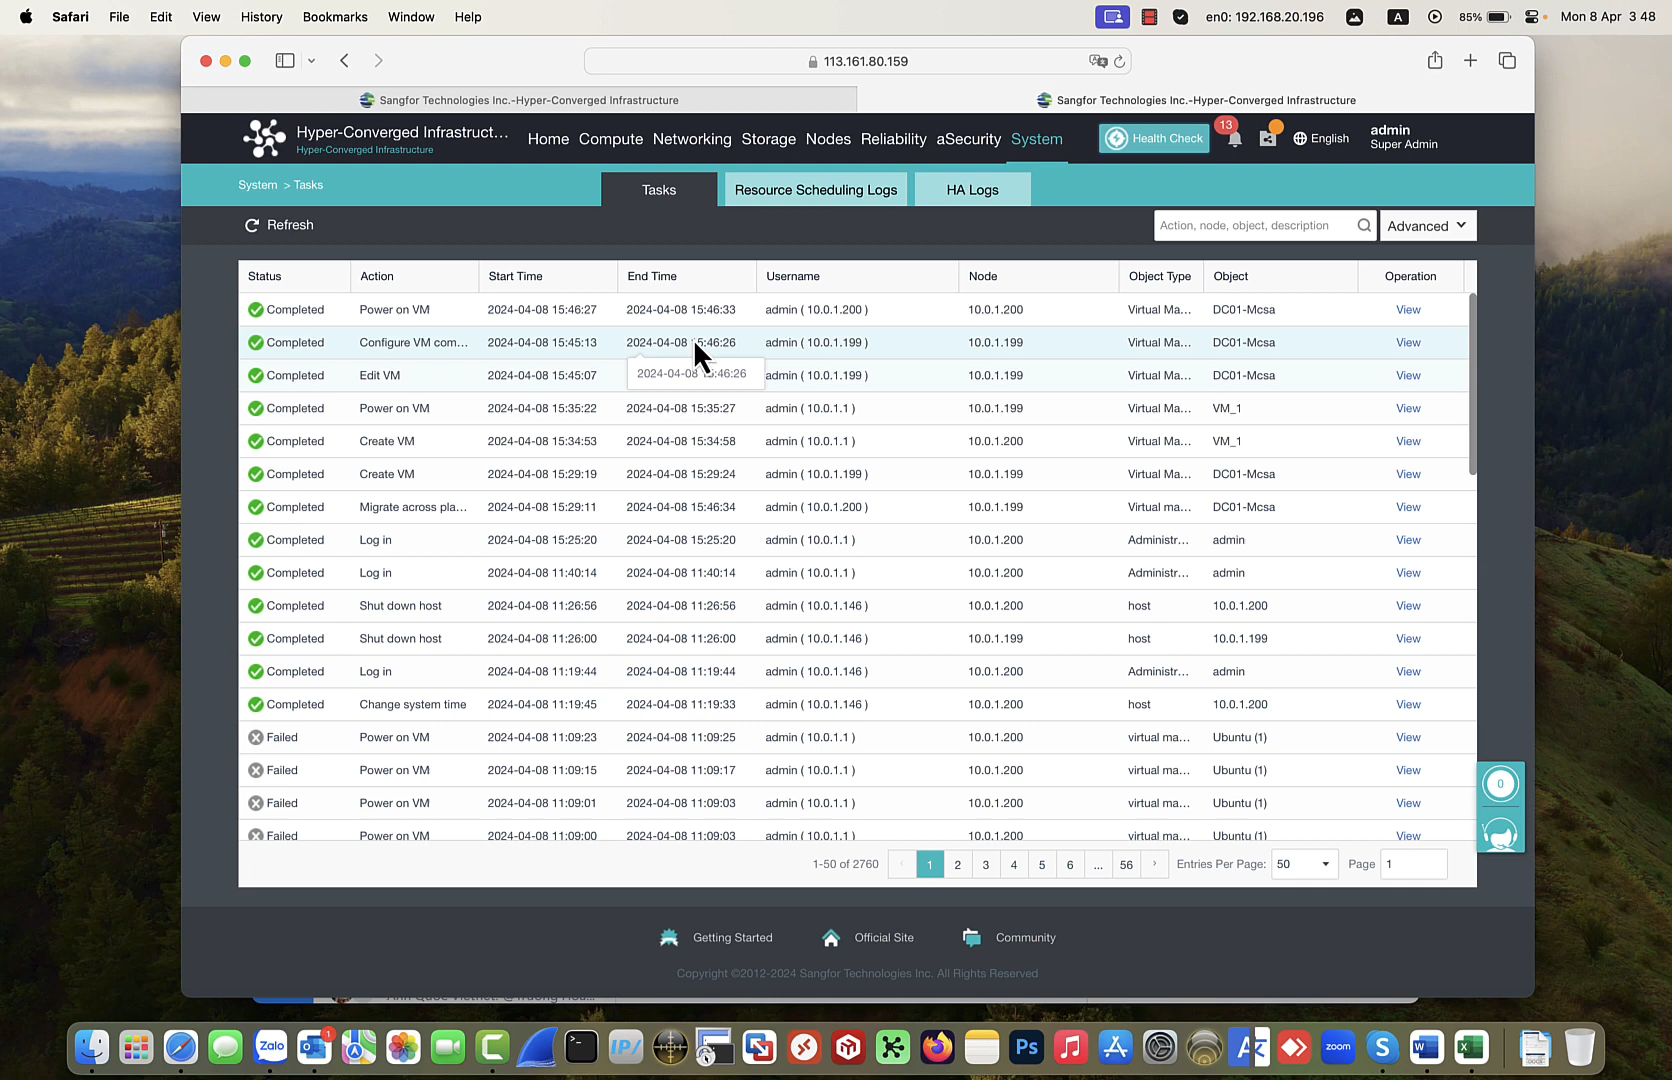 Safari File Edit View History Bookmarks Window Help en0: 192.168.20.196 A 85% Mon 8 Apr 3 48
113.161.80.159
Sangfor Technologies Inc.-Hyper-Converged Infrastructure Sangfor Technologies Inc.-Hyper-Converged Infrastructure
Hyper-Converged Infrastruct...
Hyper-Converged Infrastructure
Home Compute Networking Storage Nodes Reliability aSecurity System Health Check 13 English admin
Super Admin
System > Tasks Tasks Resource Scheduling Logs HA Logs
Refresh Action, node, object, description Advanced
Status Action Start Time End Time Username Node Object Type Object Operation
Completed Power on VM 2024-04-08 15:46:27 2024-04-08 15:46:33 admin ( 10.0.1.200 ) 10.0.1.200 Virtual Ma... DC01-Mcsa View
Completed Configure VM com... 2024-04-08 15:45:13 2024-04-08 15:46:26 admin ( 10.0.1.199 ) 10.0.1.199 Virtual Ma... DC01-Mcsa View
Completed Edit VM 2024-04-08 15:45:07 2024-04-08 15:46:26 admin ( 10.0.1.199 ) 10.0.1.199 Virtual Ma... DC01-Mcsa View
Completed Power on VM 2024-04-08 15:35:22 2024-04-08 15:35:27 admin ( 10.0.1.1 ) 10.0.1.199 Virtual Ma... VM_1 View
Completed Create VM 2024-04-08 15:34:53 2024-04-08 15:34:58 admin ( 10.0.1.1 ) 10.0.1.200 Virtual Ma... VM_1 View
Completed Create VM 2024-04-08 15:29:19 2024-04-08 15:29:24 admin ( 10.0.1.199 ) 10.0.1.199 Virtual Ma... DC01-Mcsa View
Completed Migrate across pla... 2024-04-08 15:29:11 2024-04-08 15:46:34 admin ( 10.0.1.200 ) 10.0.1.200 Virtual ma... DC01-Mcsa View
Completed Log in 2024-04-08 15:25:20 2024-04-08 15:25:20 admin ( 10.0.1.1 ) 10.0.1.200 Administr... admin View
Completed Log in 2024-04-08 11:40:14 2024-04-08 11:40:14 admin ( 10.0.1.1 ) 10.0.1.200 Administr... admin View
Completed Shut down host 2024-04-08 11:26:56 2024-04-08 11:26:56 admin ( 10.0.1.146 ) 10.0.1.200 host 10.0.1.200 View
Completed Shut down host 2024-04-08 11:26:00 2024-04-08 11:26:00 admin ( 10.0.1.146 ) 10.0.1.200 host 10.0.1.199 View
Completed Log in 2024-04-08 11:19:44 2024-04-08 11:19:44 admin ( 10.0.1.146 ) 10.0.1.200 Administr... admin View
Completed Change system time 2024-04-08 11:19:45 2024-04-08 11:19:33 admin ( 10.0.1.146 ) 10.0.1.200 host 10.0.1.200 View
Failed Power on VM 2024-04-08 11:09:23 2024-04-08 11:09:25 admin ( 10.0.1.1 ) 10.0.1.200 virtual ma... Ubuntu (1) View
Failed Power on VM 2024-04-08 11:09:15 2024-04-08 11:09:17 admin ( 10.0.1.1 ) 10.0.1.200 virtual ma... Ubuntu (1) View
Failed Power on VM 2024-04-08 11:09:01 2024-04-08 11:09:03 admin ( 10.0.1.1 ) 10.0.1.200 virtual ma... Ubuntu (1) View
Failed Power on VM 2024-04-08 11:09:00 2024-04-08 11:09:03 admin ( 10.0.1.1 ) 10.0.1.200 virtual ma... Ubuntu (1) View
0
1-50 of 2760 1 2 3 4 5 6 ... 56 Entries Per Page: 50 Page 1
Getting Started Official Site Community
Copyright ©2012-2024 Sangfor Technologies Inc. All Rights Reserved
Zalo 1 IP/ Ps zoom S W X